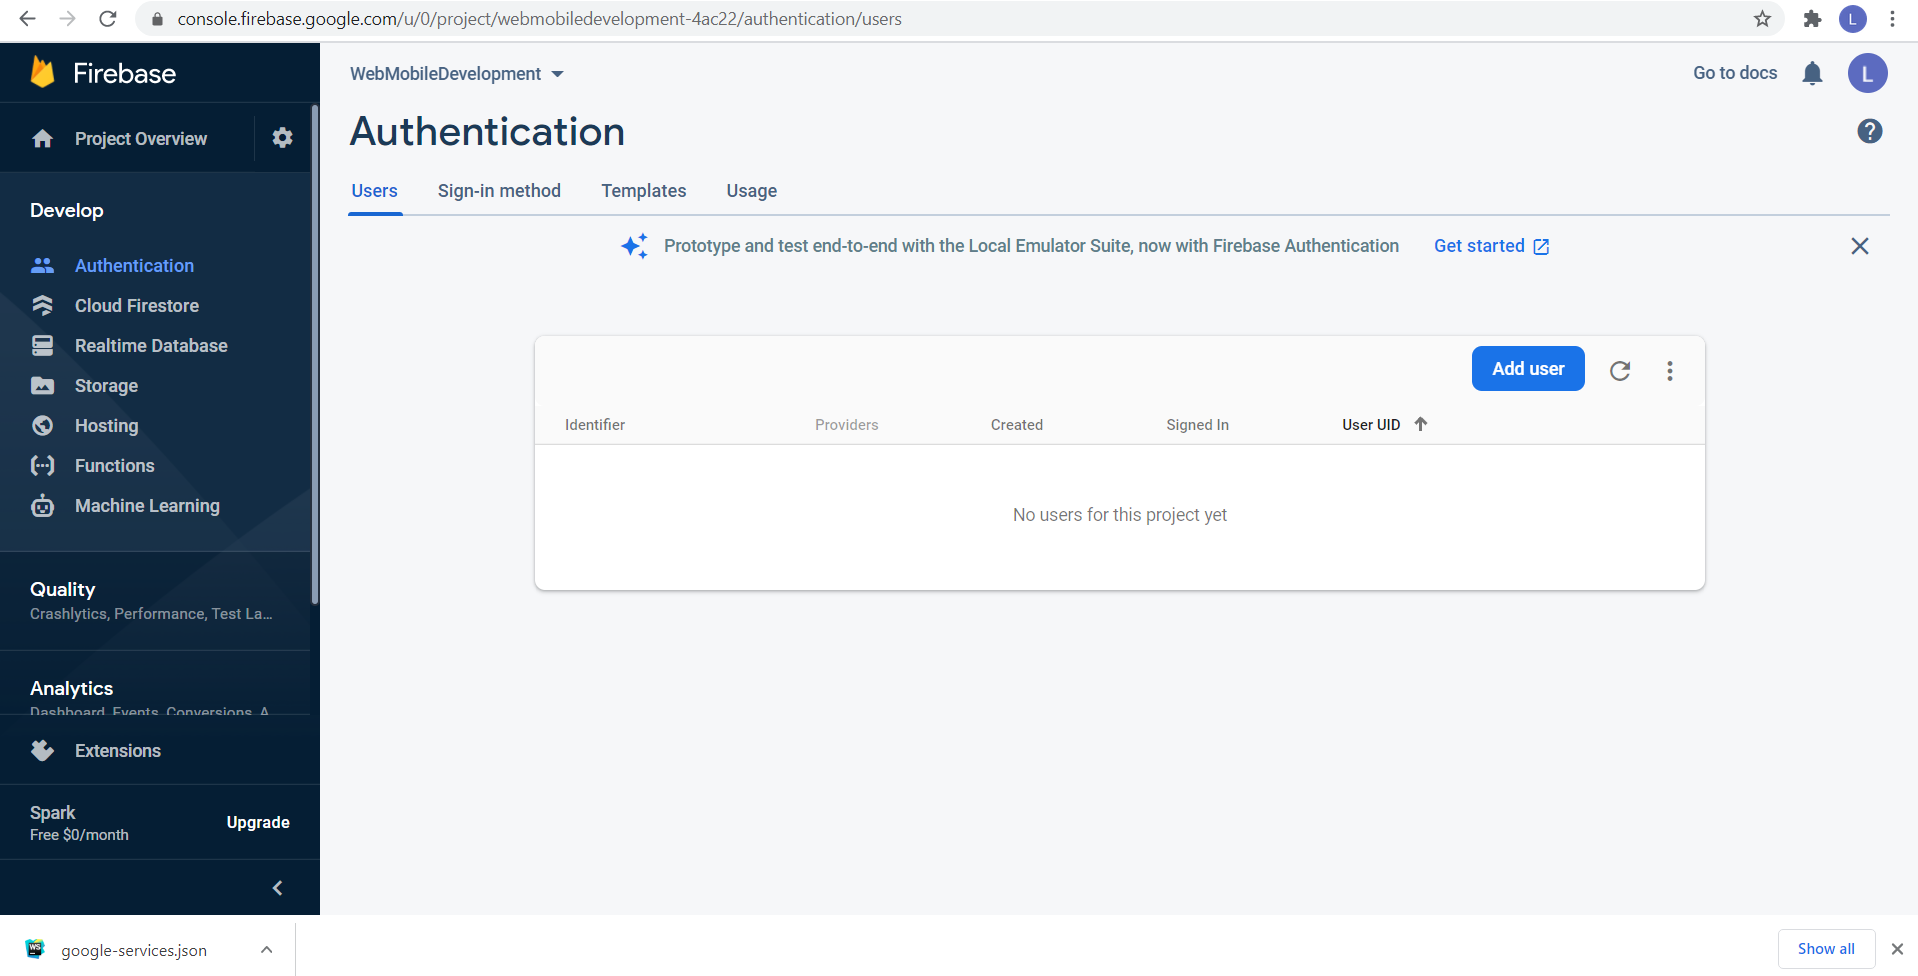 console.firebase.google.com/u/0/project/webmobiledevelopment-4ac22/authentication/users
L
Firebase
WebMobileDevelopment
Go to docs
L
Project Overview
Authentication
Users Sign-in method Templates Usage
Develop
Prototype and test end-to-end with the Local Emulator Suite, now with Firebase Authentication Get started
Authentication
Cloud Firestore
Realtime Database
Storage
Hosting
Functions
Machine Learning
Add user
Identifier Providers Created Signed In User UID
No users for this project yet
Quality
Crashlytics, Performance, Test La...
Analytics
Dashboard, Events, Conversions, A
Extensions
Spark
Free $0/month
Upgrade
WS
google-services.json
Show all